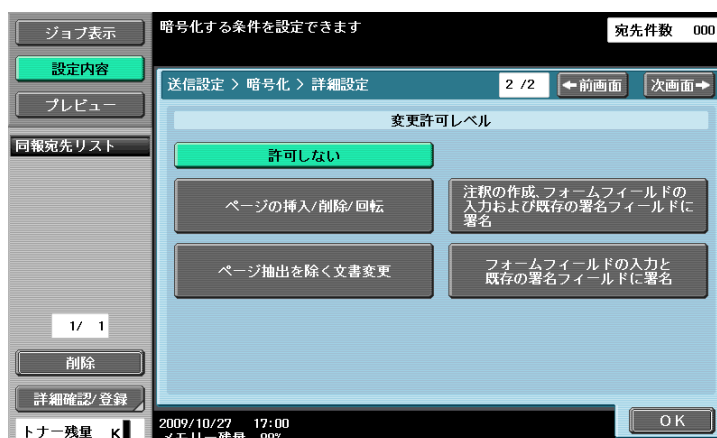 ジョブ表示
設定内容
プレビュー
同報宛先リスト
1/ 1
削除
詳細確認/登録
トナー残量 K
暗号化する条件を設定できます
宛先件数 000
送信設定 > 暗号化 > 詳細設定
2 /2
←前画面
次画面→
変更許可レベル
許可しない
ページの挿入/削除/回転
注釈の作成、フォームフィールドの
入力および既存の署名フィールドに
署名
ページ抽出を除く文書変更
フォームフィールドの入力と
既存の署名フィールドに署名
2009/10/27 17:00
メモリー残量 99%
OK